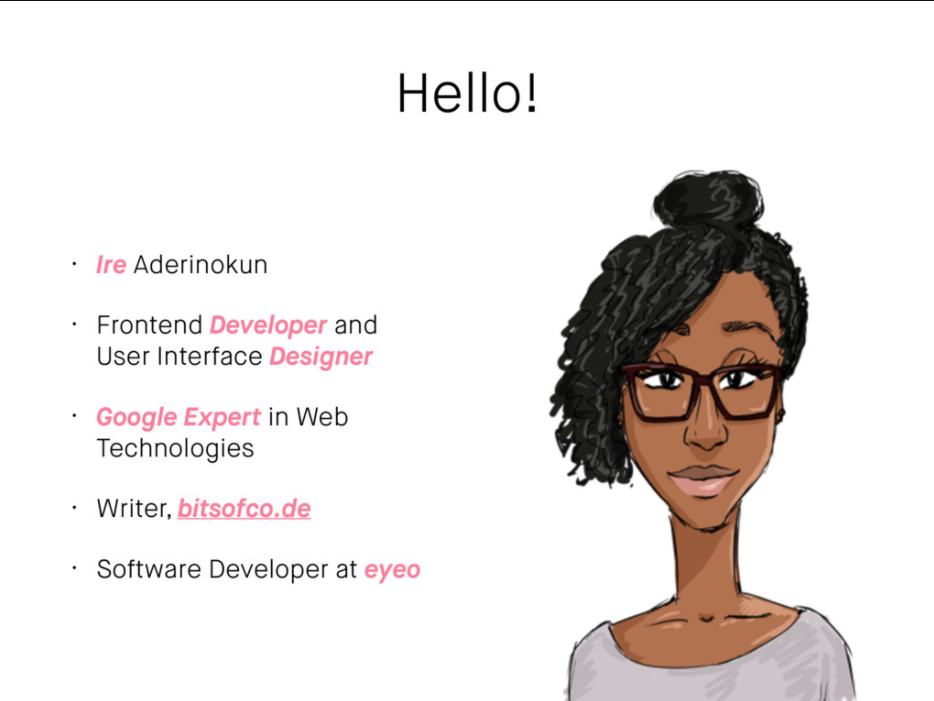 Hello!
· Ire Aderinokun
· Frontend Developer and
User Interface Designer
· Google Expert in Web
Technologies
· Writer, bitsofco.de
· Software Developer at eyeo